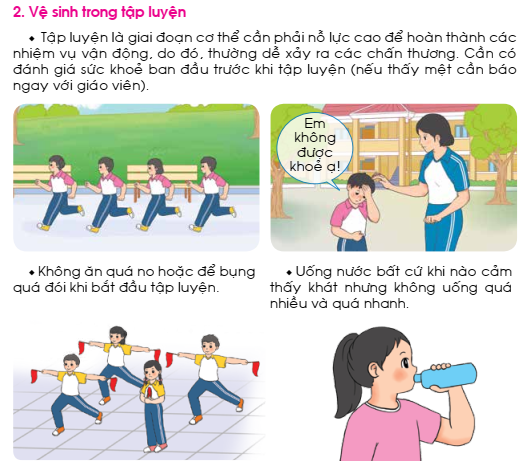 2. Vệ sinh trong tập luyện
⬥ Tập luyện là giai đoạn cơ thể cần phải nỗ lực cao để hoàn thành các
nhiệm vụ vận động, do đó, thường dễ xảy ra các chấn thương. Cần có
đánh giá sức khoẻ ban đầu trước khi tập luyện (nếu thấy mệt cần báo
ngay với giáo viên).
Em
không
được
khoẻ ạ!
⬥ Không ăn quá no hoặc để bụng
quá đói khi bắt đầu tập luyện.
⬥ Uống nước bất cứ khi nào cảm
thấy khát nhưng không uống quá
nhiều và quá nhanh.